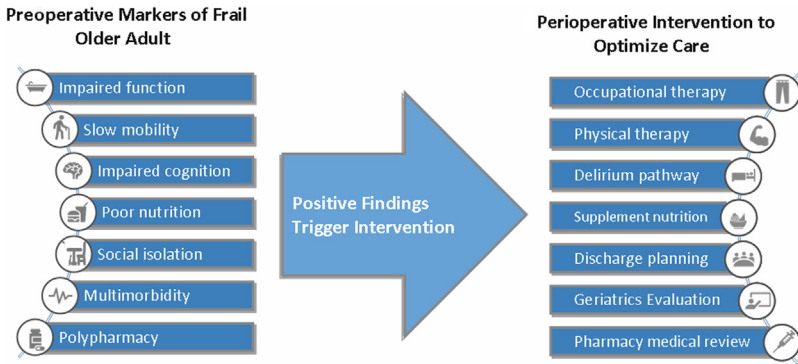 Preoperative Markers of Frail
Older Adult
Impaired function
Slow mobility
Impaired cognition
Poor nutrition
Social isolation
Multimorbidity
Polypharmacy
Positive Findings
Trigger Intervention
Perioperative Intervention to
Optimize Care
Occupational therapy
Physical therapy
Delirium pathway
Supplement nutrition
Discharge planning
Geriatrics Evaluation
Pharmacy medical review